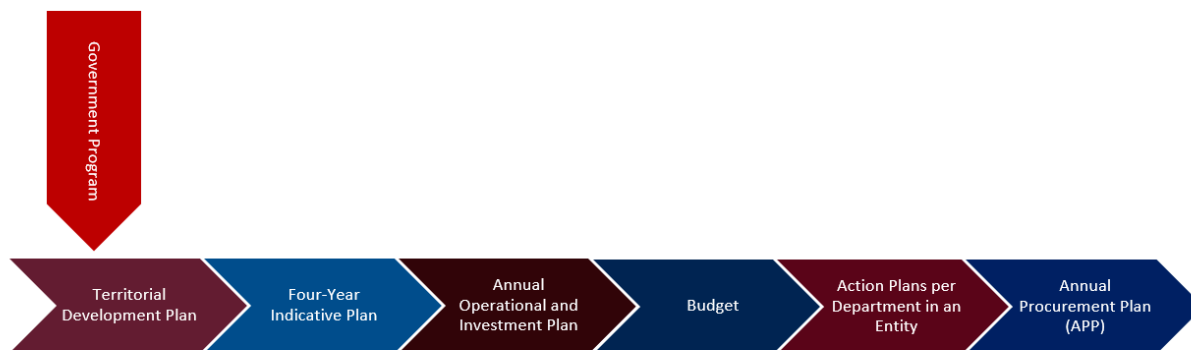 Government Program
Territorial
Development Plan
Four-Year
Indicative Plan
Annual
Operational and
Investment Plan
Budget
Action Plans per
Department in an
Entity
Annual
Procurement Plan
(APP)